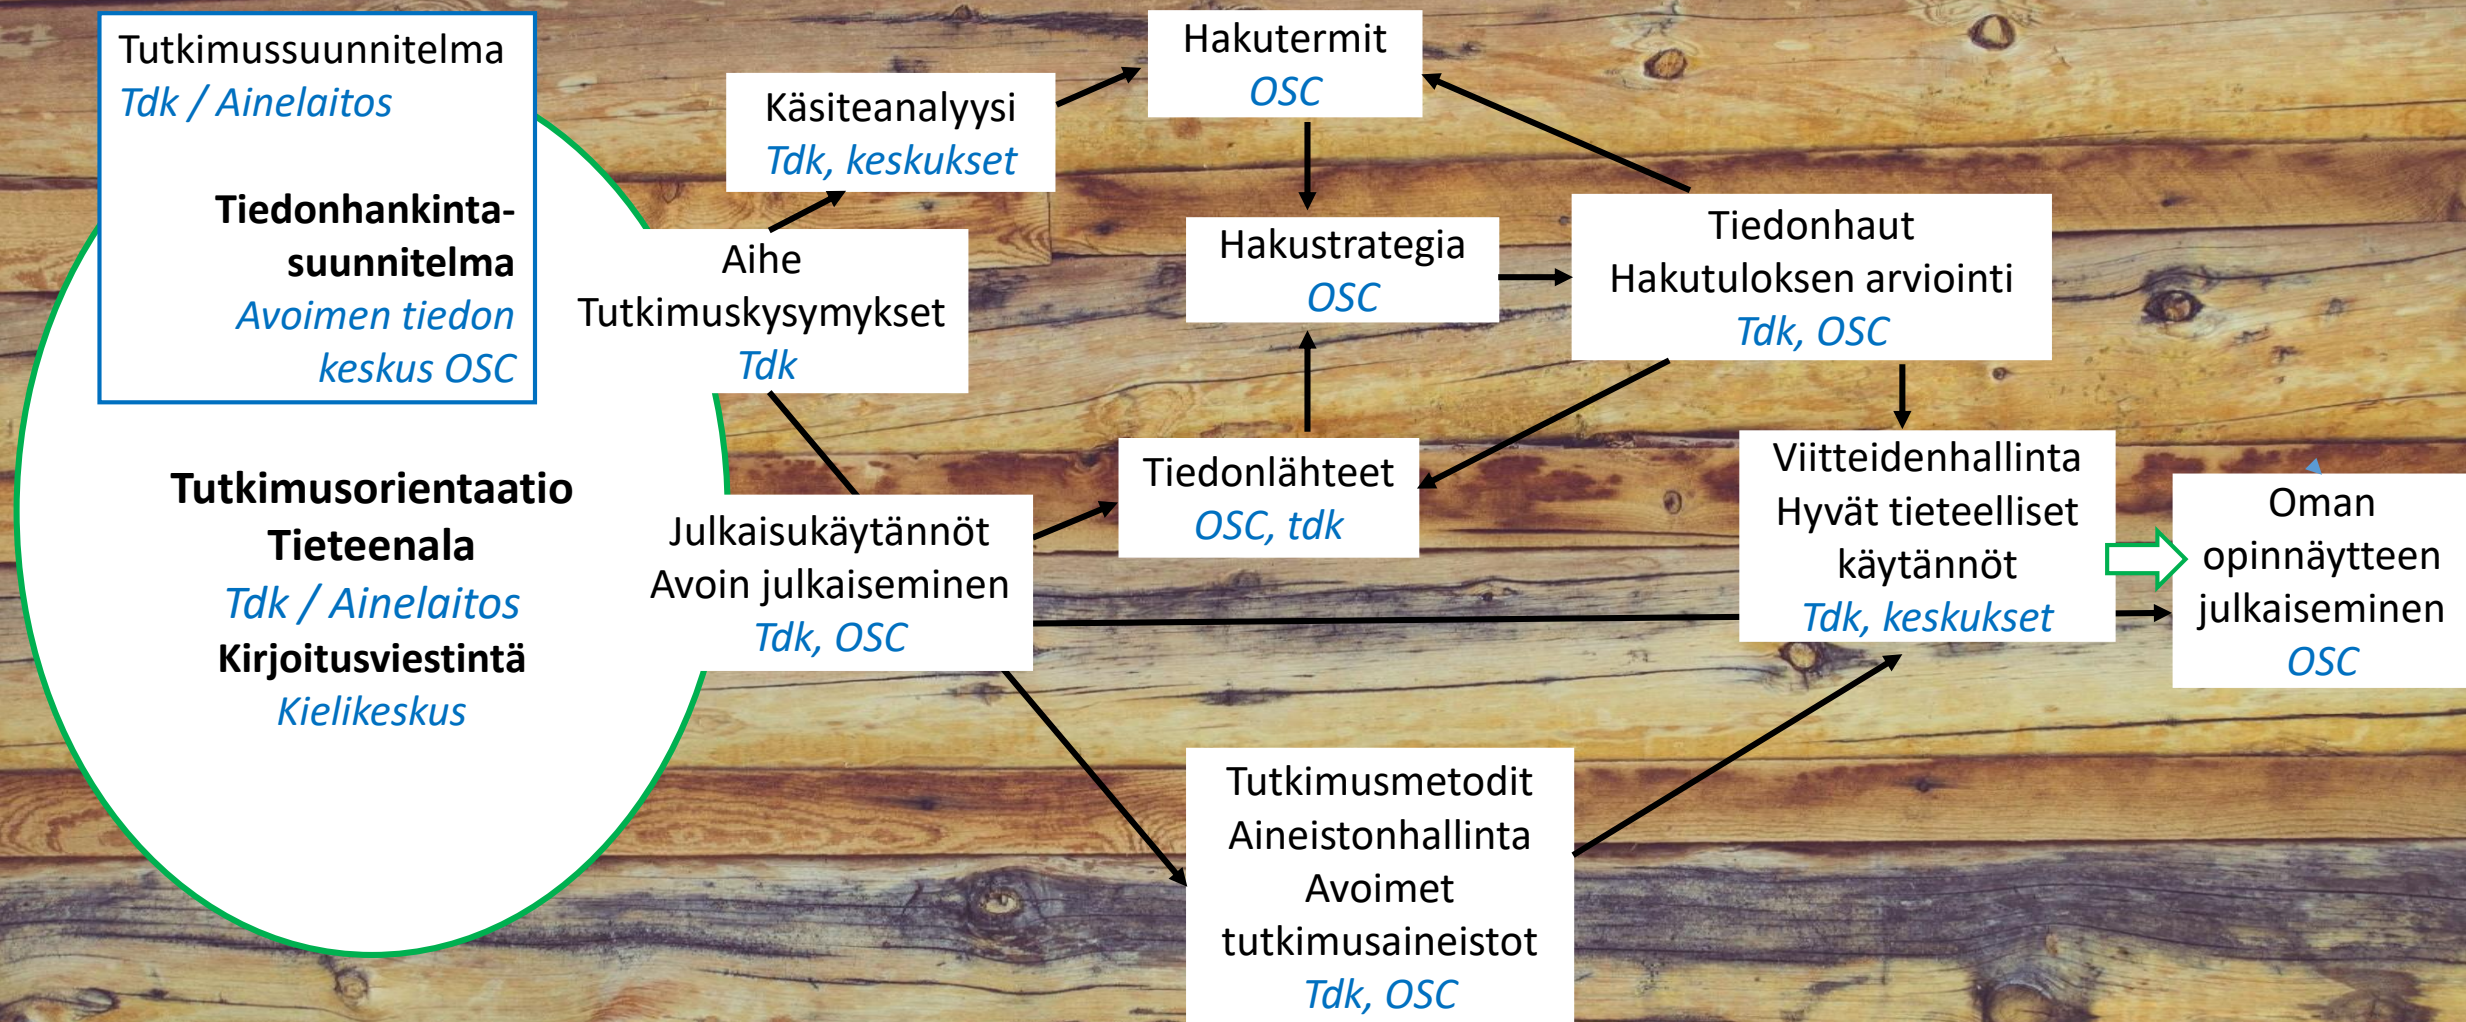 Tutkimussuunnitelma
Tdk / Ainelaitos
Tiedonhankinta-
suunnitelma
Avoimen tiedon
keskus OSC
Tutkimusorientaatio
Tieteenala
Tdk / Ainelaitos
Kirjoitusviestintä
Kielikeskus
Aihe
Tutkimuskysymykset
Tdk
Käsiteanalyysi
Tdk, keskukset
Julkaisukäytännöt
Avoin julkaiseminen
Tdk, OSC
Hakutermit
OSC
Hakustrategia
OSC
Tiedonlähteet
OSC, tdk
Tutkimusmetodit
Aineistonhallinta
Avoimet
tutkimusaineistot
Tdk, OSC
Tiedonhaut
Hakutuloksen arviointi
Tdk, OSC
Viitteidenhallinta
Hyvät tieteelliset
käytännöt
Tdk, keskukset
Oman
opinnäytteen
julkaiseminen
OSC